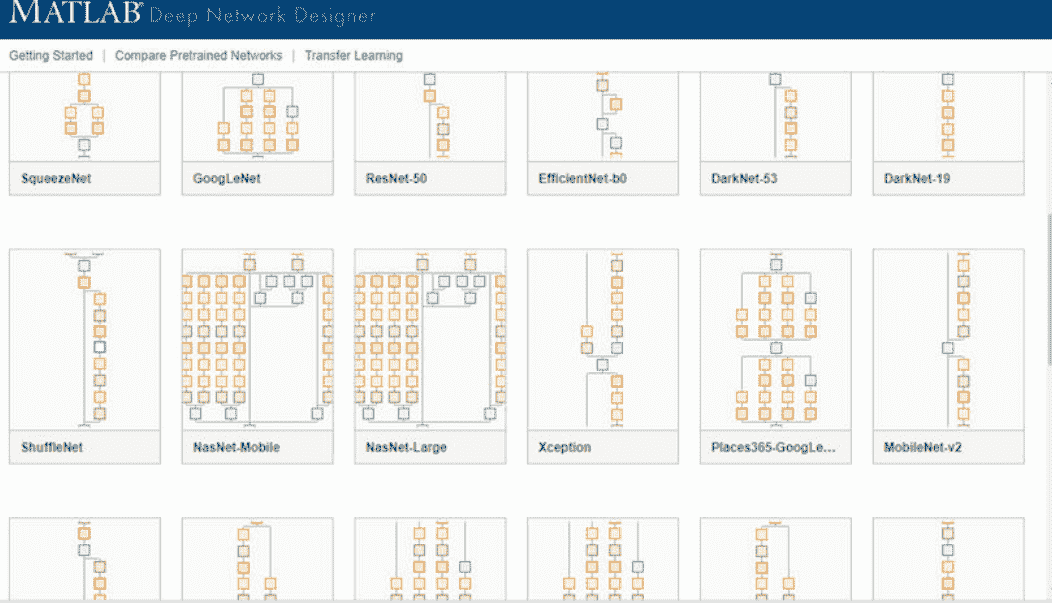 MATLAB® Deep Network Designer
Getting Started | Compare Pretrained Networks | Transfer Learning
SqueezeNet GoogLeNet ResNet-50 EfficientNet-b0 DarkNet-53 DarkNet-19
ShuffleNet NasNet-Mobile NasNet-Large Xception Places365-GoogLe... MobileNet-v2